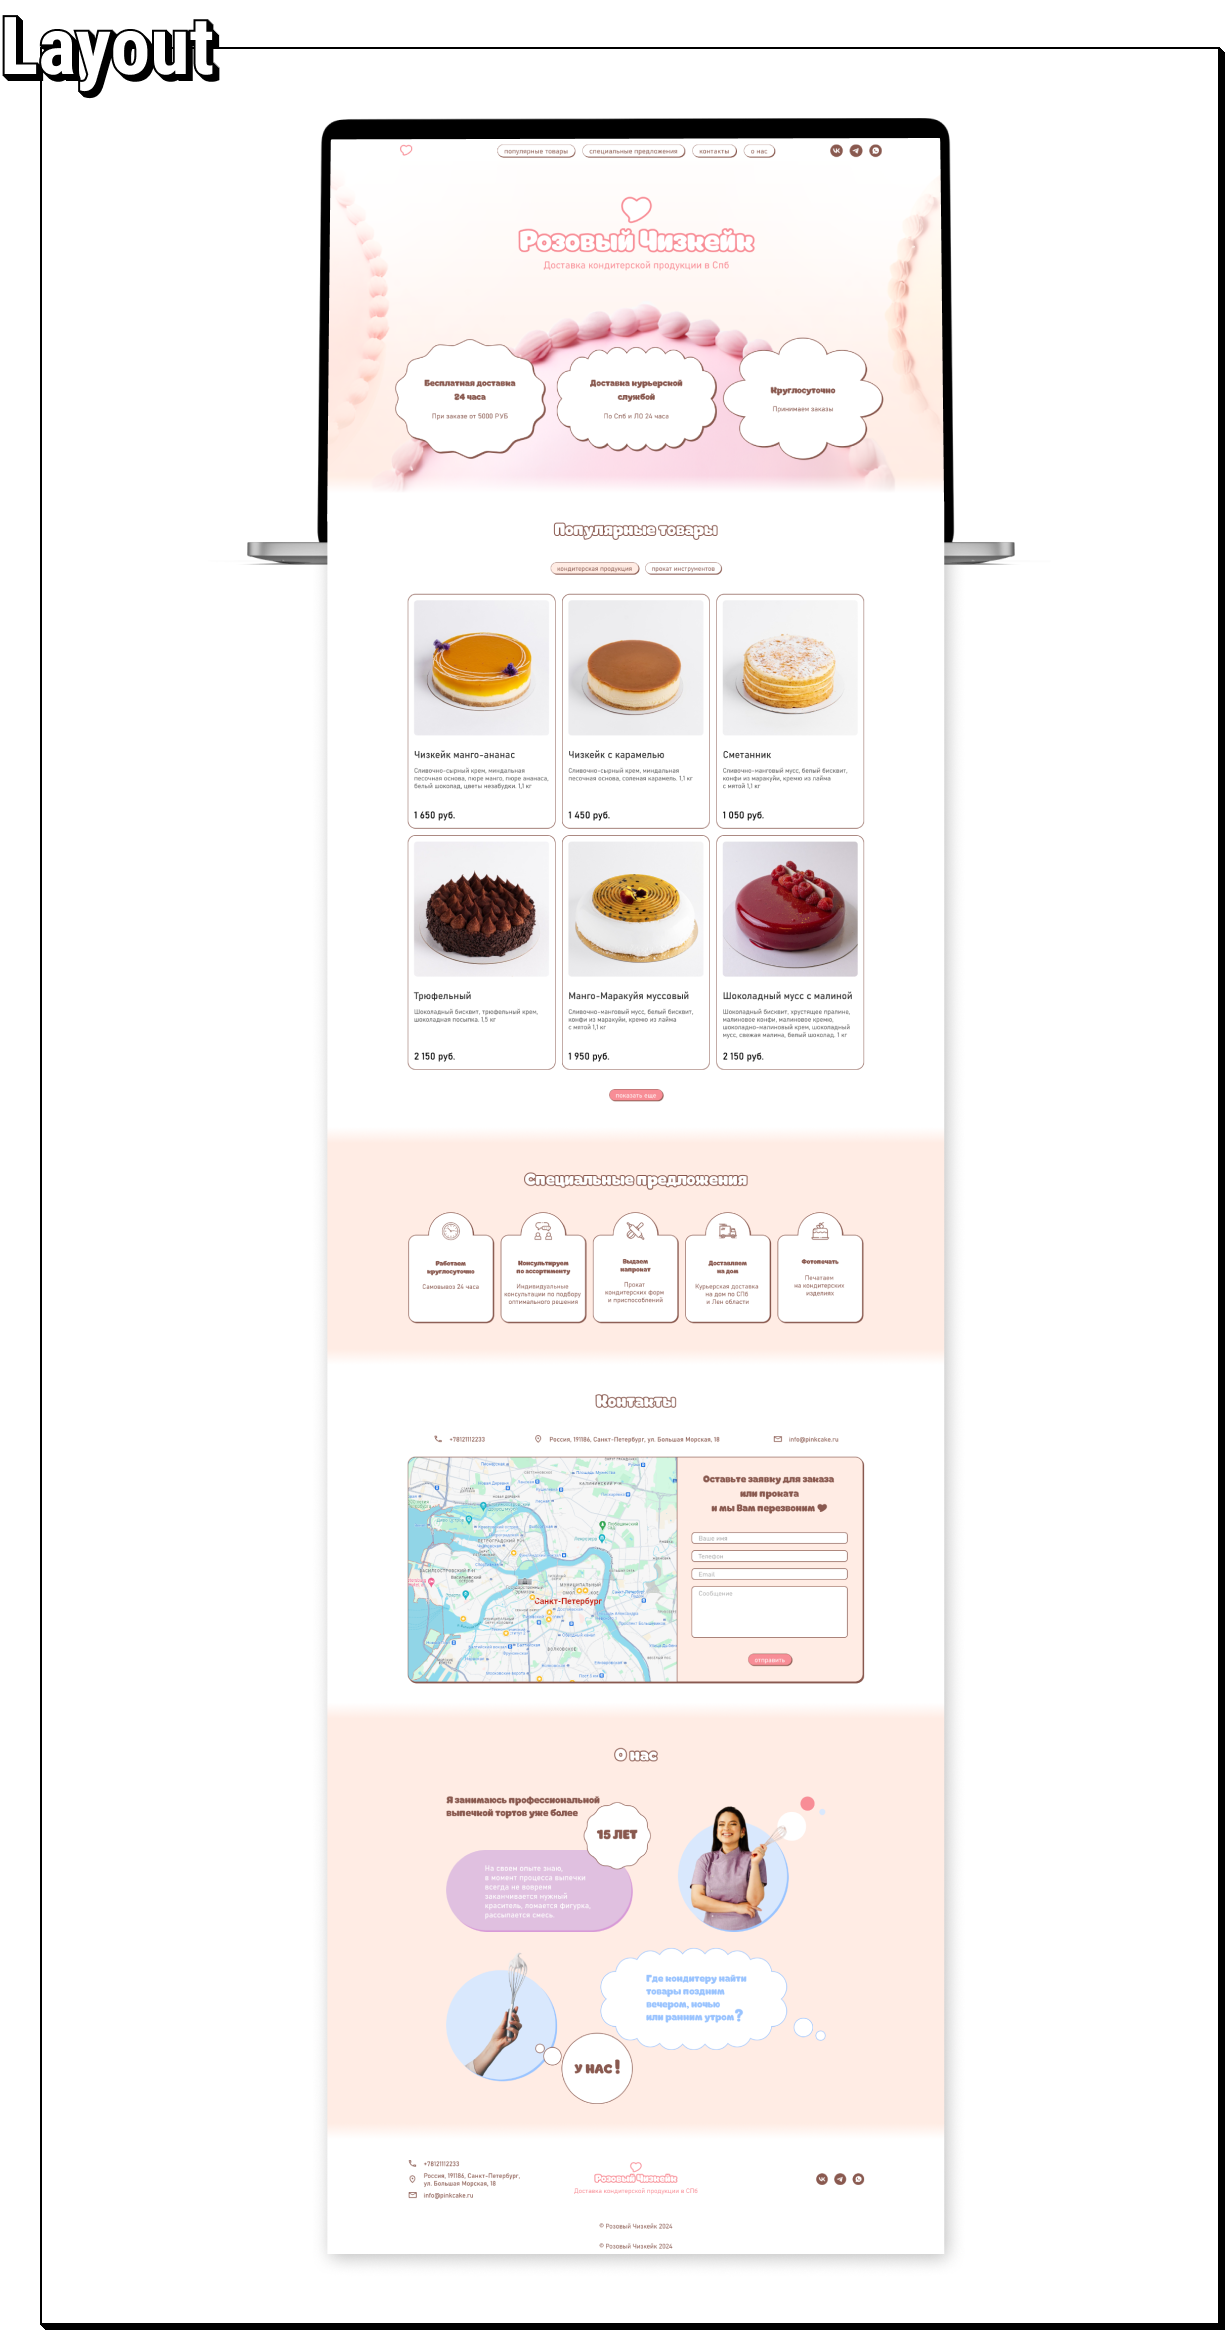 Layout
популярные товары
специальные предложения
контакты
о нас
Розовый Чизкейк
Доставка кондитерской продукции в Спб
Бесплатная доставка
24 часа
При заказе от 5000 РУБ
Доставка курьерской
службой
По Спб и ЛО 24 часа
Круглосуточно
Принимаем заказы
Популярные товары
кондитерская продукция
прокат инструментов
Чизкейк манго-ананас
Сливочно-сырный крем, миндальная
песочная основа, пюре манго, пюре ананаса,
белый шоколад, цветы незабудки. 1,1 кг
1 650 руб.
Чизкейк с карамелью
Сливочно-сырный крем, миндальная
песочная основа, соленая карамель. 1,1 кг
1 450 руб.
Сметанник
Сливочно-манговый мусс, белый бисквит,
конфи из маракуйи, кремю из лайма
с мятой 1,1 кг
1 050 руб.
Трюфельный
Шоколадный бисквит, трюфельный крем,
шоколадная посыпка. 1.5 кг
2 150 руб.
Манго-Маракуйя муссовый
Сливочно-манговый мусс, белый бисквит,
конфи из маракуйи, кремю из лайма
с мятой 1,1 кг
1 950 руб.
Шоколадный мусс с малиной
Шоколадный бисквит, хрустящее пралине,
малиновое конфи, малиновое кремю,
шоколадно-малиновый крем, шоколадный
мусс, свежая малина, белый шоколад. 1 кг
2 150 руб.
показать еще
Специальные предложения
Работаем
круглосуточно
Самовывоз 24 часа
Консультируем
по ассортименту
Индивидуальные
консультации по подбору
оптимального решения
Выдаем
напрокат
Прокат
кондитерских форм
и приспособлений
Доставляем
на дом
Курьерская доставка
на дом по СПб
и Лен области
Фотопечать
Печатаем
на кондитерских
изделиях
Контакты
+78121112233
Россия, 191186, Санкт-Петербург, ул. Большая Морская, 18
info@pinkcake.ru
Санкт-Петербург
Оставьте заявку для заказа
или проката
и мы Вам перезвоним
Ваше имя
Телефон
Email
Сообщение
отправить
О нас
Я занимаюсь профессиональной
выпечкой тортов уже более
15 ЛЕТ
На своем опыте знаю,
в момент процесса выпечки
всегда не вовремя
заканчивается нужный
краситель, ломается фигурка,
рассыпается смесь.
Где кондитеру найти
товары поздним
вечером, ночью
или ранним утром?
У НАС!
+78121112233
Россия, 191186, Санкт-Петербург,
ул. Большая Морская, 18
info@pinkcake.ru
Розовый Чизкейк
Доставка кондитерской продукции в СПб
© Розовый Чизкейк 2024
© Розовый Чизкейк 2024